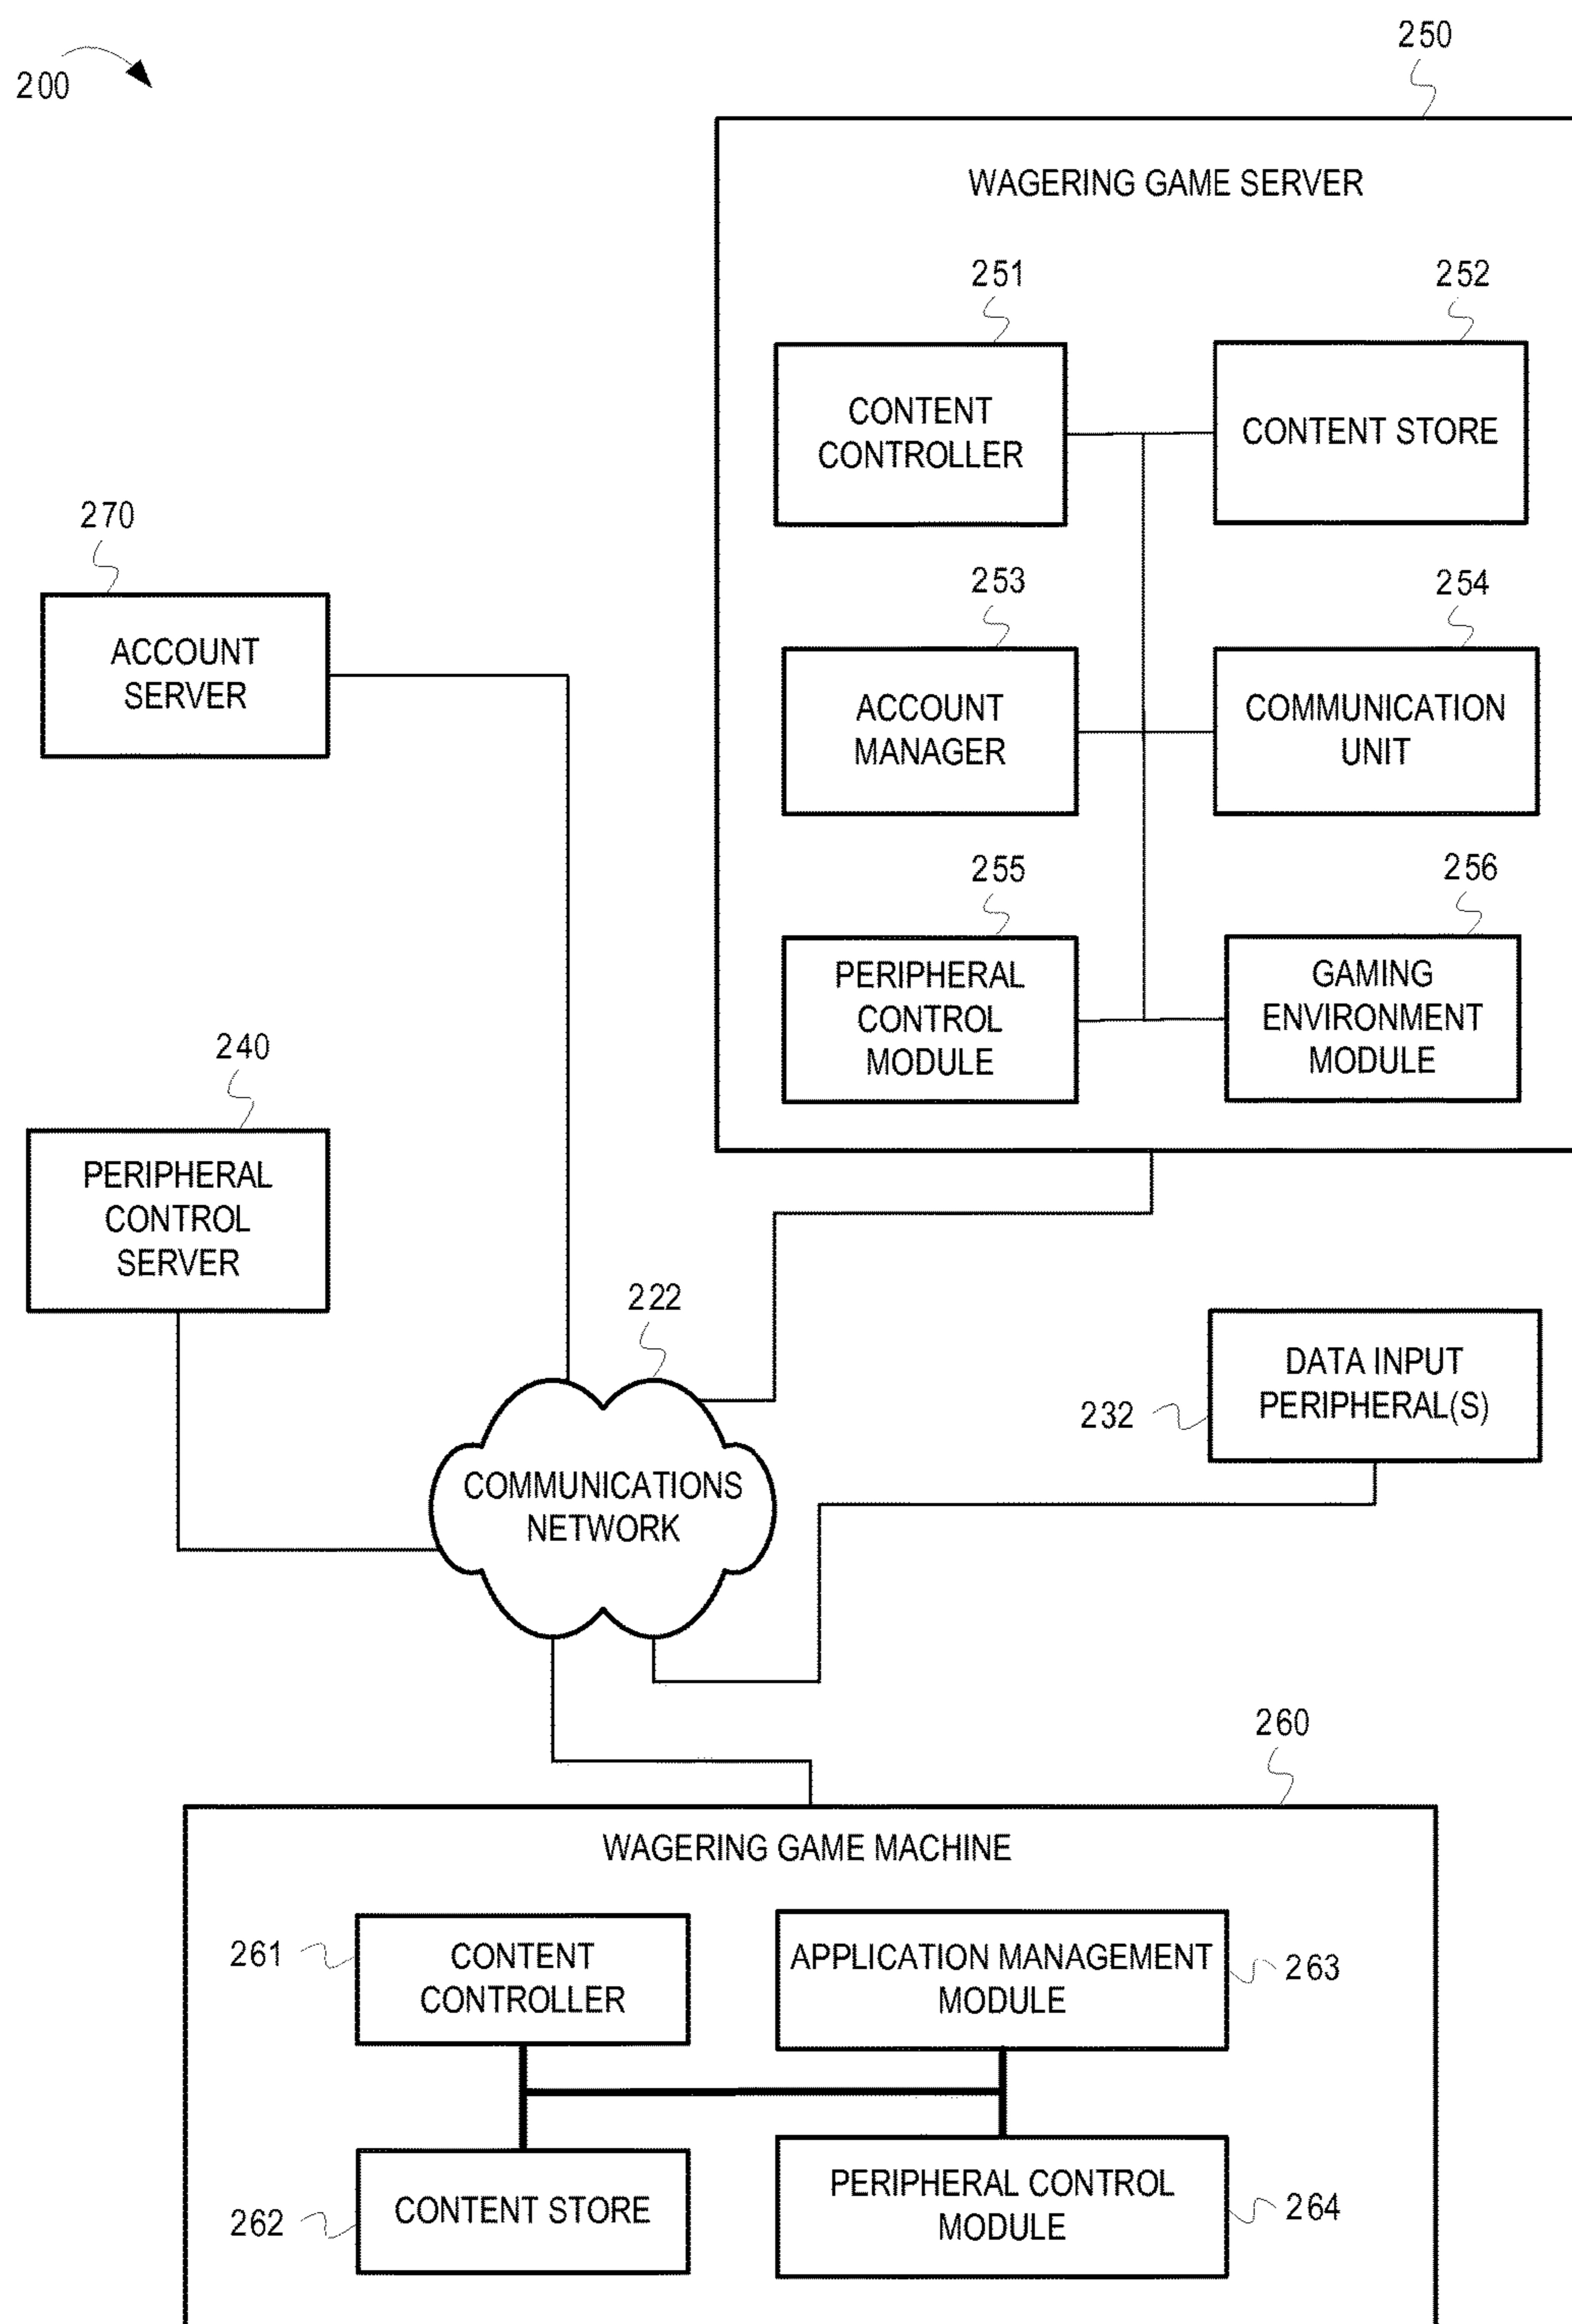 200
250
WAGERING GAME SERVER
251
252
CONTENT
CONTROLLER
CONTENT STORE
270
ACCOUNT
SERVER
253
254
ACCOUNT
MANAGER
COMMUNICATION
UNIT
255
256
PERIPHERAL
CONTROL
MODULE
GAMING
ENVIRONMENT
MODULE
240
PERIPHERAL
CONTROL
SERVER
222
COMMUNICATIONS
NETWORK
DATA INPUT
PERIPHERAL(S)
232
260
WAGERING GAME MACHINE
261
CONTENT
CONTROLLER
APPLICATION MANAGEMENT
MODULE
263
262
CONTENT STORE
PERIPHERAL CONTROL
MODULE
264